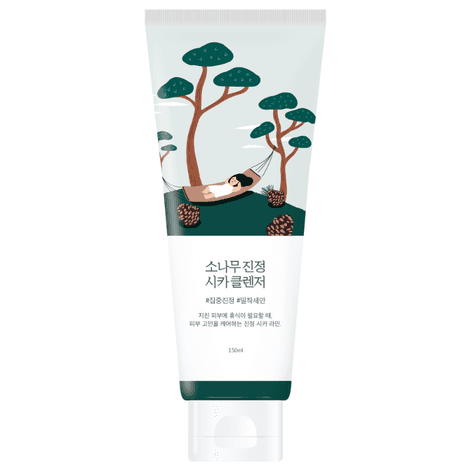 소나무 진정
시카 클렌저
#집중진정 #밀착세안
지친 피부에 휴식이 필요할 때,
피부 고민을 케어하는 진정 시카 라인.
150ml